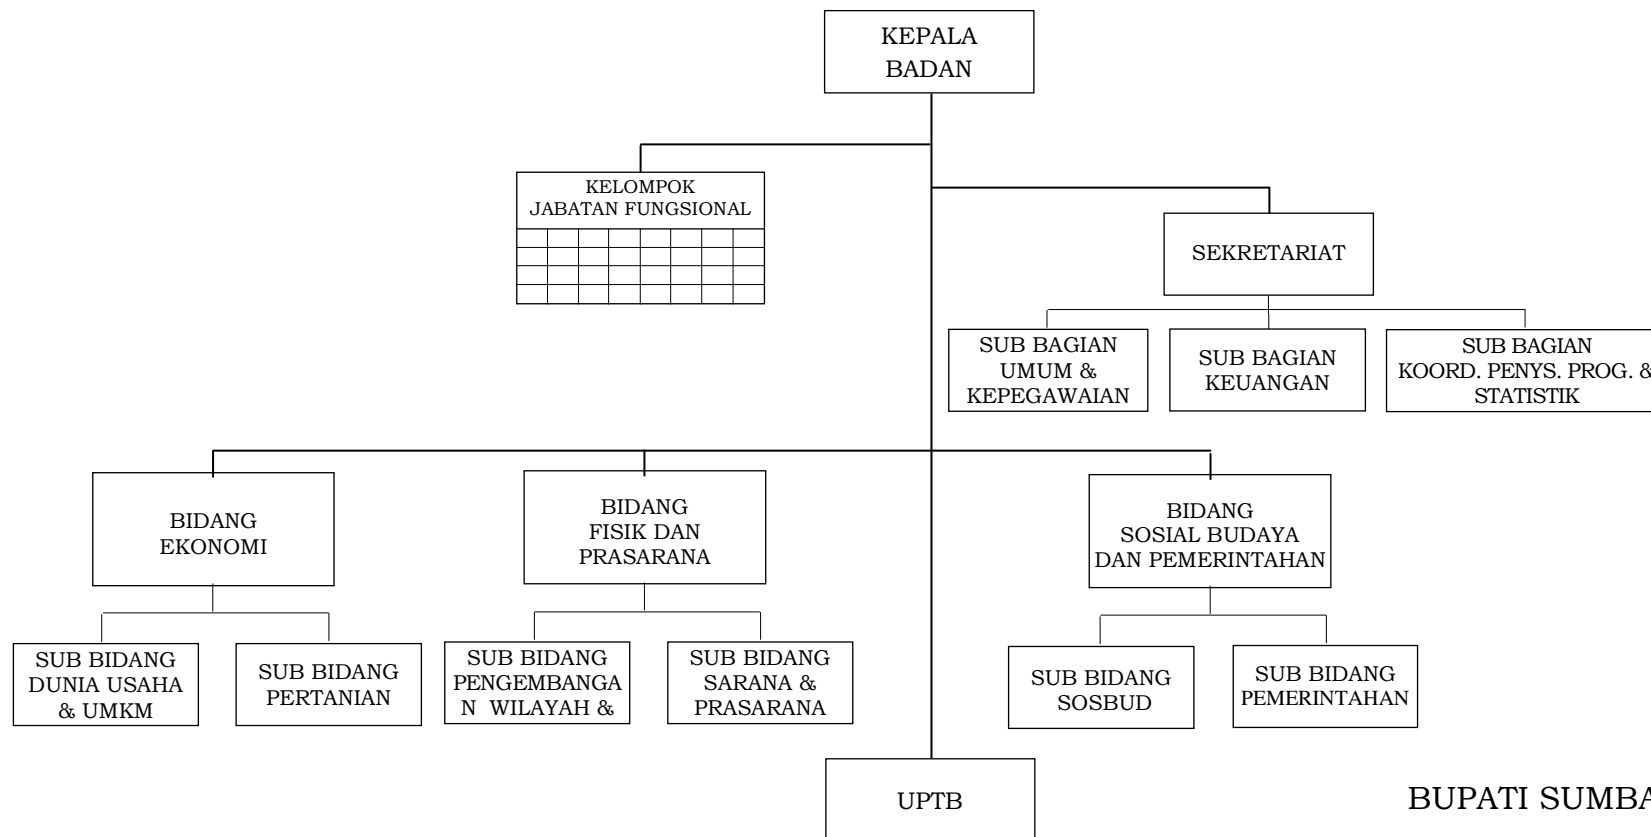 KEPALA
BADAN
KELOMPOK
JABATAN FUNGSIONAL
SEKRETARIAT
SUB BAGIAN
UMUM &
KEPEGAWAIAN
SUB BAGIAN
KEUANGAN
SUB BAGIAN
KOORD. PENYS. PROG. &
STATISTIK
BIDANG
EKONOMI
BIDANG
FISIK DAN
PRASARANA
BIDANG
SOSIAL BUDAYA
DAN PEMERINTAHAN
SUB BIDANG
DUNIA USAHA
& UMKM
SUB BIDANG
PERTANIAN
SUB BIDANG
PENGEMBANGA
N WILAYAH &
SUB BIDANG
SARANA &
PRASARANA
SUB BIDANG
SOSBUD
SUB BIDANG
PEMERINTAHAN
UPTB
BUPATI SUMBA